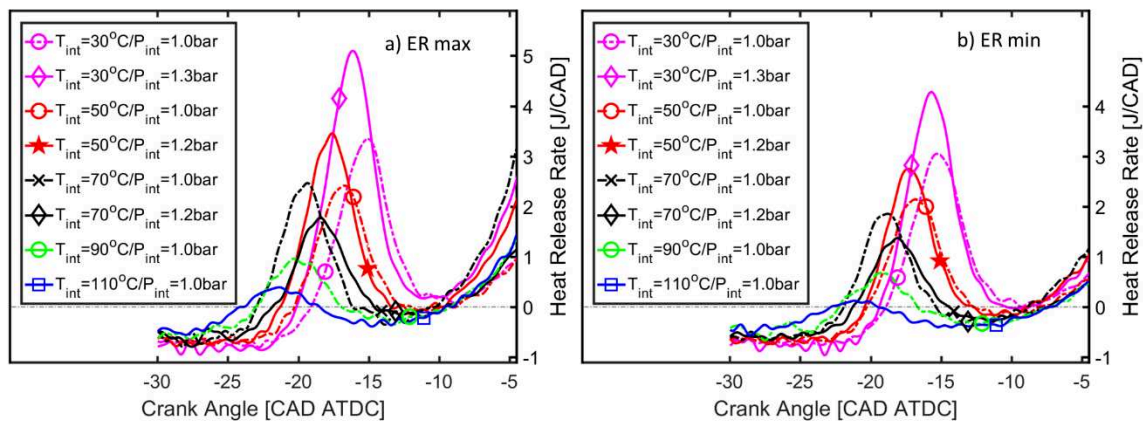 a) ER max
T_int=30°C/P_int=1.0bar
T_int=30°C/P_int=1.3bar
T_int=50°C/P_int=1.0bar
T_int=50°C/P_int=1.2bar
T_int=70°C/P_int=1.0bar
T_int=70°C/P_int=1.2bar
T_int=90°C/P_int=1.0bar
T_int=110°C/P_int=1.0bar
5
4
3
2
1
0
-1
Heat Release Rate [J/CAD]
-30 -25 -20 -15 -10 -5
Crank Angle [CAD ATDC]
b) ER min
T_int=30°C/P_int=1.0bar
T_int=30°C/P_int=1.3bar
T_int=50°C/P_int=1.0bar
T_int=50°C/P_int=1.2bar
T_int=70°C/P_int=1.0bar
T_int=70°C/P_int=1.2bar
T_int=90°C/P_int=1.0bar
T_int=110°C/P_int=1.0bar
5
4
3
2
1
0
-1
Heat Release Rate [J/CAD]
-30 -25 -20 -15 -10 -5
Crank Angle [CAD ATDC]